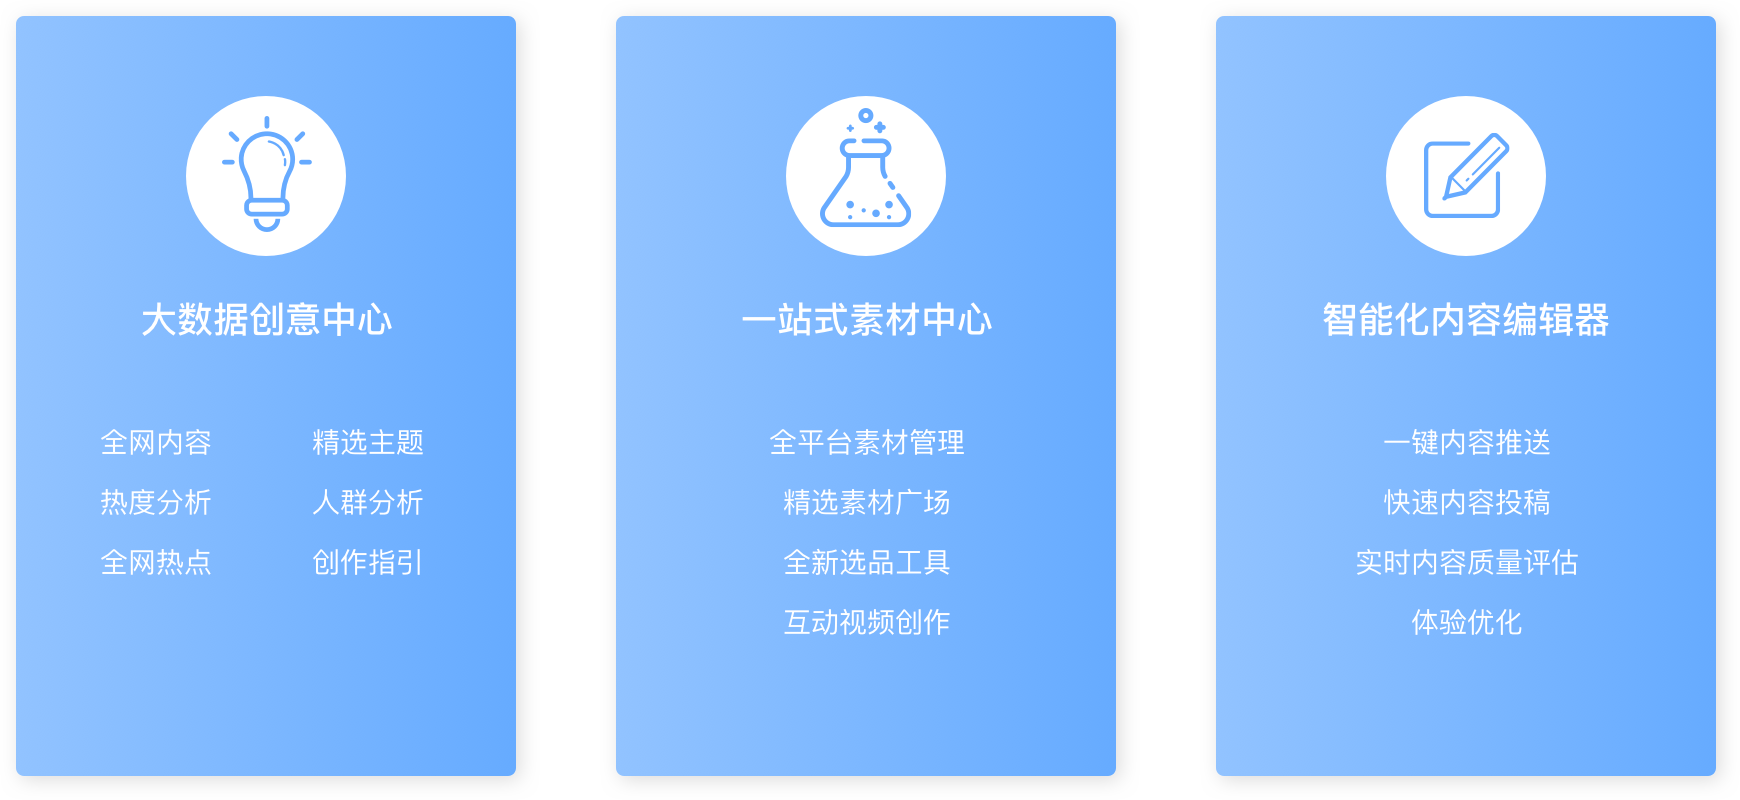 大数据创意中心
全网内容 精选主题
热度分析 人群分析
全网热点 创作指引
一站式素材中心
全平台素材管理
精选素材广场
全新选品工具
互动视频创作
智能化内容编辑器
一键内容推送
快速内容投稿
实时内容质量评估
体验优化